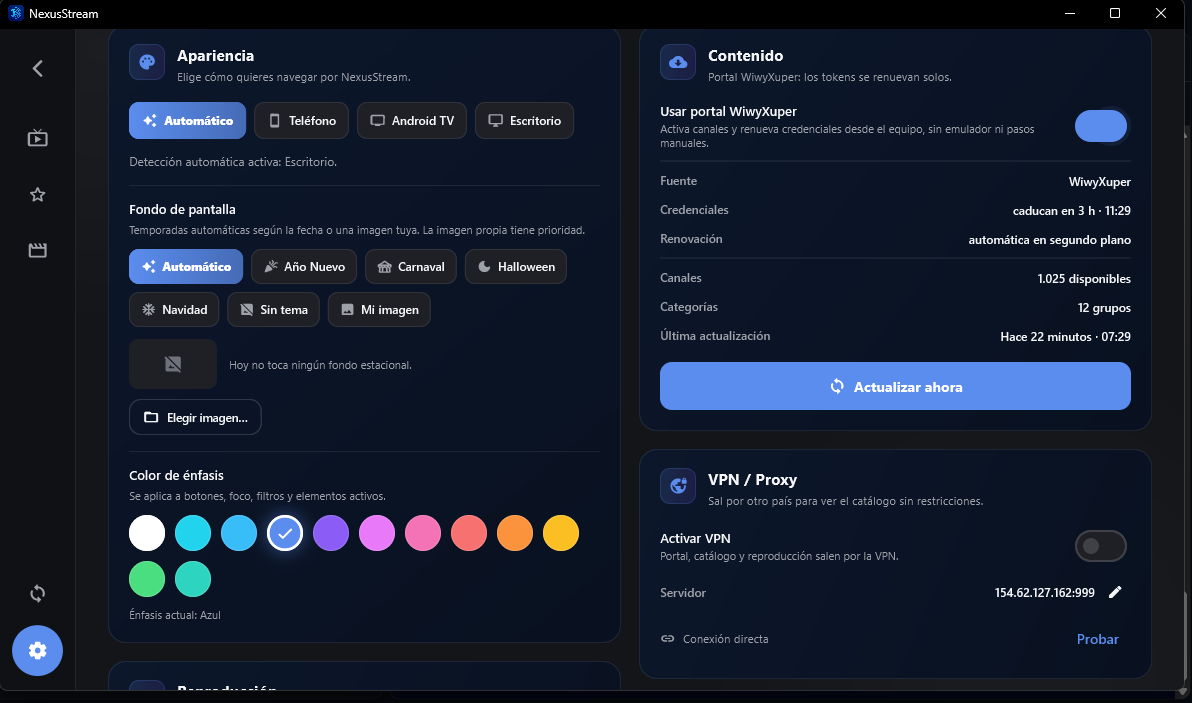 NexusStream
Apariencia
Elige cómo quieres navegar por NexusStream.
Automático
Teléfono
Android TV
Escritorio
Detección automática activa: Escritorio.
Fondo de pantalla
Temporadas automáticas según la fecha o una imagen tuya. La imagen propia tiene prioridad.
Automático
Año Nuevo
Carnaval
Halloween
Navidad
Sin tema
Mi imagen
Hoy no toca ningún fondo estacional.
Elegir imagen...
Color de énfasis
Se aplica a botones, foco, filtros y elementos activos.
Énfasis actual: Azul
Reproducción
Contenido
Portal WiwyXuper: los tokens se renuevan solos.
Usar portal WiwyXuper
Activa canales y renueva credenciales desde el equipo, sin emulador ni pasos
manuales.
Fuente WiwyXuper
Credenciales caducan en 3 h · 11:29
Renovación automática en segundo plano
Canales 1.025 disponibles
Categorías 12 grupos
Última actualización Hace 22 minutos · 07:29
Actualizar ahora
VPN / Proxy
Sal por otro país para ver el catálogo sin restricciones.
Activar VPN
Portal, catálogo y reproducción salen por la VPN.
Servidor 154.62.127.162:999
Conexión directa Probar